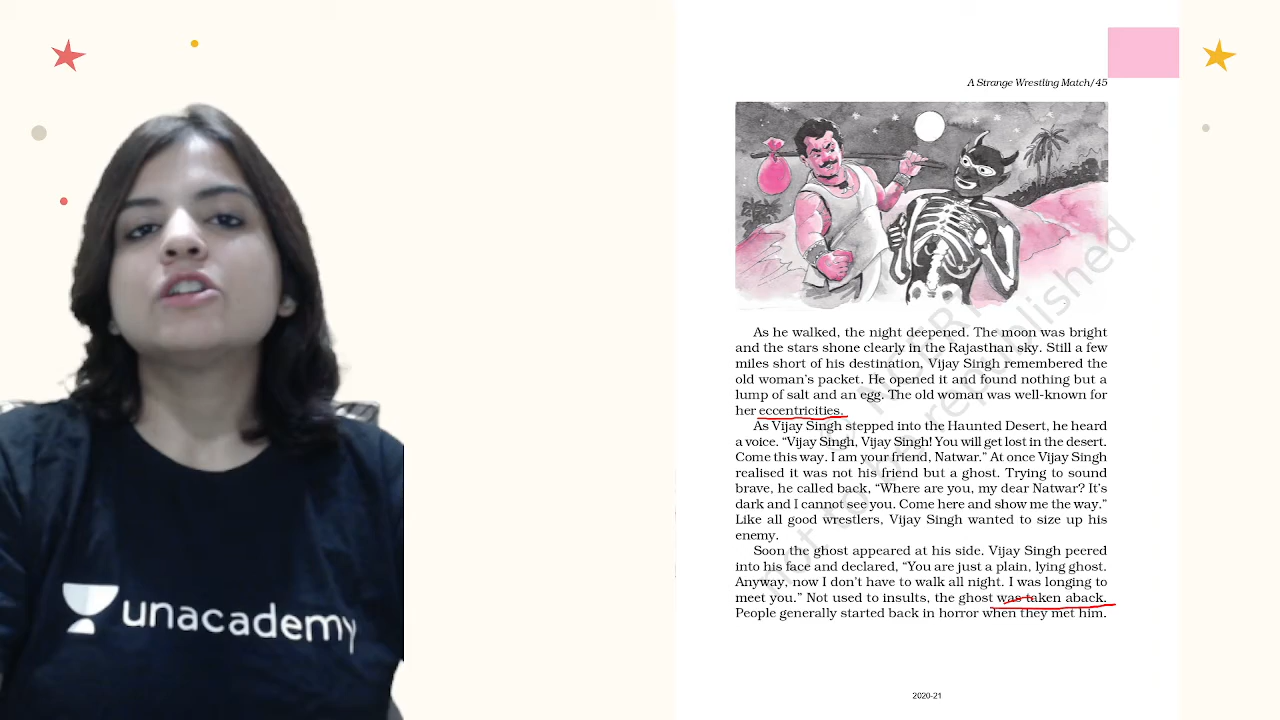 A Strange Wrestling Match/45
As he walked, the night deepened. The moon was bright
and the stars shone clearly in the Rajasthan sky. Still a few
miles short of his destination, Vijay Singh remembered the
old woman's packet. He opened it and found nothing but a
lump of salt and an egg. The old woman was well-known for
her eccentricities.
As Vijay Singh stepped into the Haunted Desert, he heard
a voice. “Vijay Singh, Vijay Singh! You will get lost in the desert.
Come this way. I am your friend, Natwar.” At once Vijay Singh
realised it was not his friend but a ghost. Trying to sound
brave, he called back, “Where are you, my dear Natwar? It's
dark and I cannot see you. Come here and show me the way.”
Like all good wrestlers, Vijay Singh wanted to size up his
enemy.
Soon the ghost appeared at his side. Vijay Singh peered
into his face and declared, “You are just a plain, lying ghost.
Anyway, now I don't have to walk all night. I was longing to
meet you.” Not used to insults, the ghost was taken aback.
People generally started back in horror when they met him.
2020-21
unacademy
not to be republished